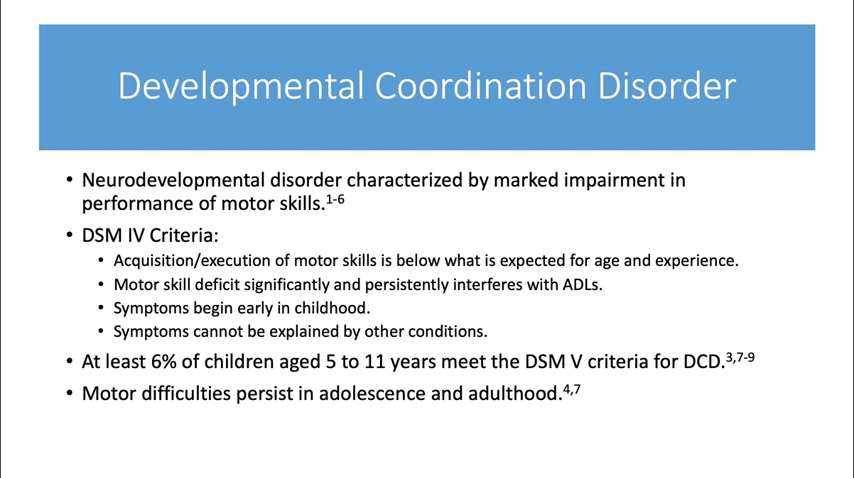 Developmental Coordination Disorder
• Neurodevelopmental disorder characterized by marked impairment in
performance of motor skills.1-6
• DSM IV Criteria:
• Acquisition/execution of motor skills is below what is expected for age and experience.
• Motor skill deficit significantly and persistently interferes with ADLs.
• Symptoms begin early in childhood.
• Symptoms cannot be explained by other conditions.
• At least 6% of children aged 5 to 11 years meet the DSM V criteria for DCD.3,7-9
• Motor difficulties persist in adolescence and adulthood.4,7